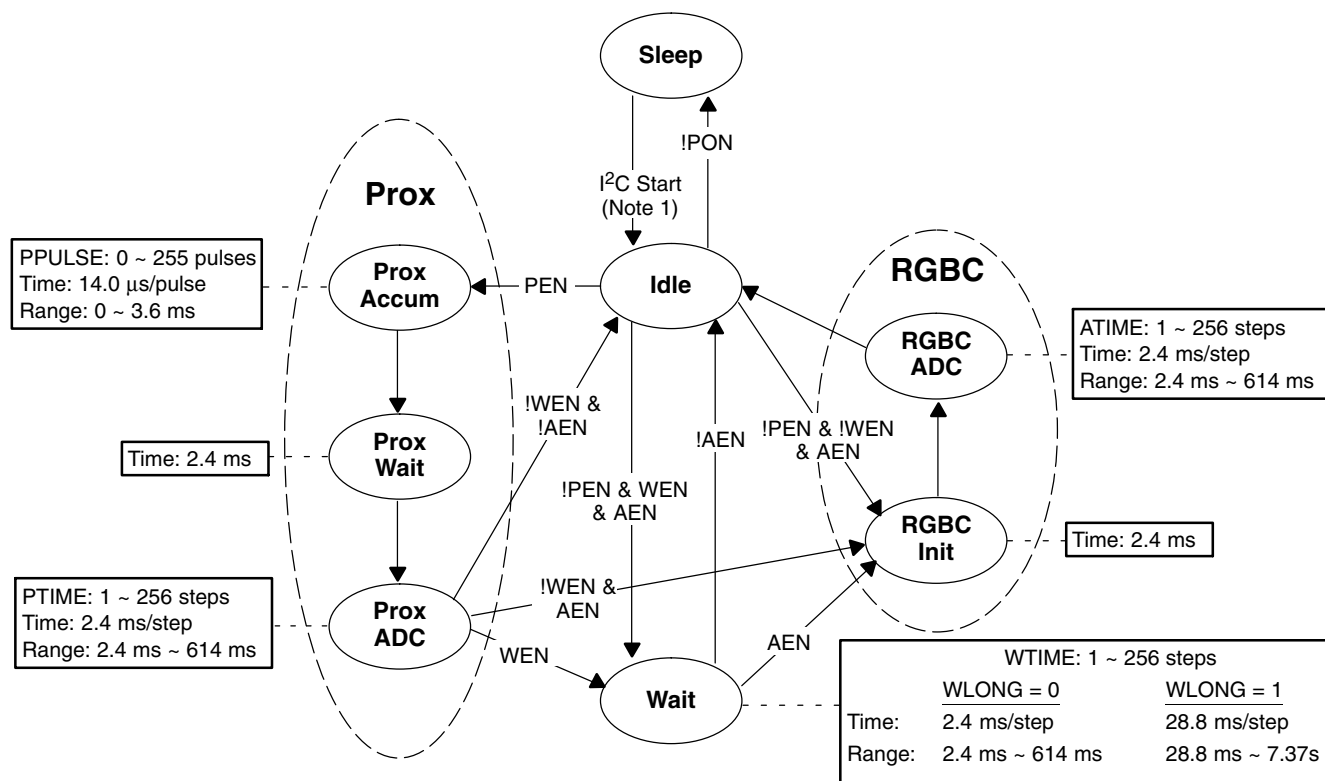 Sleep
!PON
I²C Start
(Note 1)
Prox
PPULSE: 0 ~ 255 pulses
Time: 14.0 μs/pulse
Range: 0 ~ 3.6 ms
Prox
Accum
PEN
Idle
RGBC
RGBC
ADC
ATIME: 1 ~ 256 steps
Time: 2.4 ms/step
Range: 2.4 ms ~ 614 ms
!WEN &
!AEN
!AEN
!PEN & !WEN
& AEN
Time: 2.4 ms
Prox
Wait
!PEN & WEN
& AEN
RGBC
Init
Time: 2.4 ms
PTIME: 1 ~ 256 steps
Time: 2.4 ms/step
Range: 2.4 ms ~ 614 ms
Prox
ADC
!WEN &
AEN
WEN
AEN
Wait
WTIME: 1 ~ 256 steps
WLONG = 0 WLONG = 1
Time: 2.4 ms/step 28.8 ms/step
Range: 2.4 ms ~ 614 ms 28.8 ms ~ 7.37s